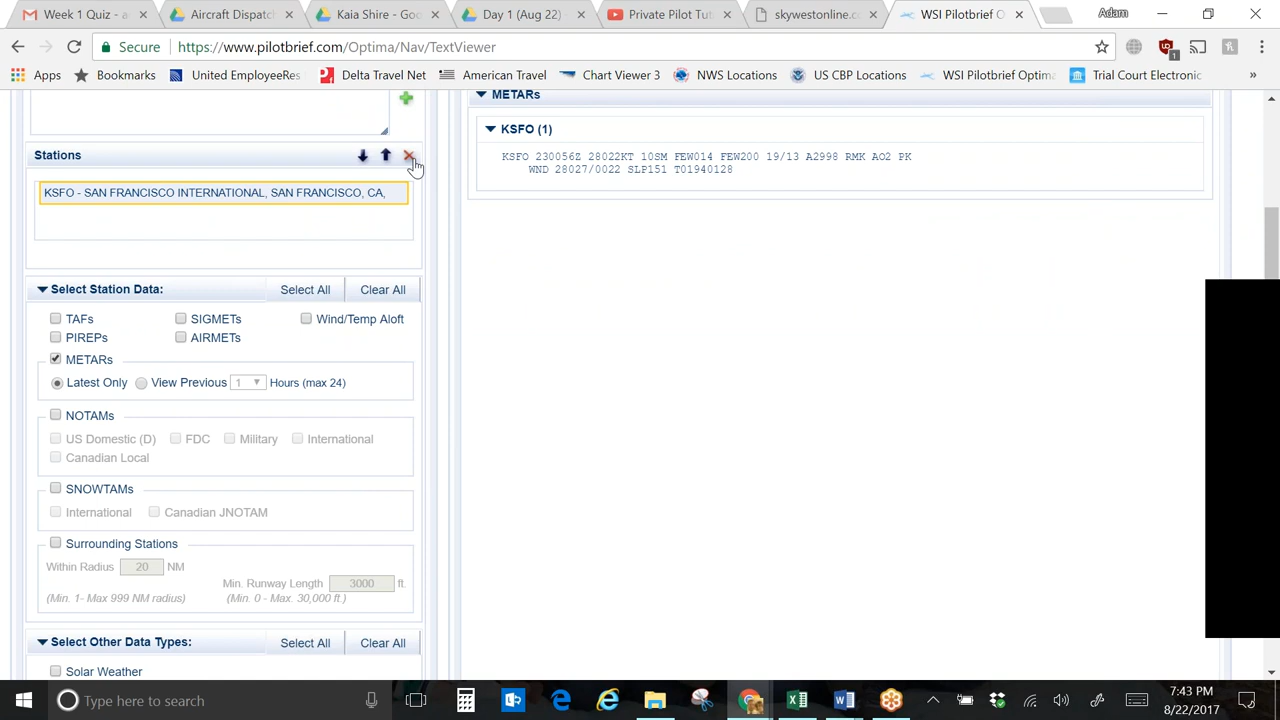 Week 1 Quiz - a
Aircraft Dispatch
Kaia Shire - Goo
Day 1 (Aug 22)
Private Pilot Tut
skywestonline.c
WSI Pilotbrief O
Adam
Secure
https://www.pilotbrief.com/Optima/Nav/TextViewer
Apps
Bookmarks
United EmployeeRes
Delta Travel Net
American Travel
Chart Viewer 3
NWS Locations
US CBP Locations
WSI Pilotbrief Optima
Trial Court Electronic
»
METARs
KSFO (1)
KSFO 230056Z 28022KT 10SM FEW014 FEW200 19/13 A2998 RMK AO2 PK
WND 28027/0022 SLP151 T01940128
Stations
KSFO - SAN FRANCISCO INTERNATIONAL, SAN FRANCISCO, CA,
Select Station Data:
Select All
Clear All
TAFs
SIGMETs
Wind/Temp Aloft
PIREPs
AIRMETs
METARs
Latest Only
View Previous
1
Hours (max 24)
NOTAMs
US Domestic (D)
FDC
Military
International
Canadian Local
SNOWTAMs
International
Canadian JNOTAM
Surrounding Stations
Within Radius
20
NM
Min. Runway Length
3000
ft.
(Min. 1- Max 999 NM radius)
(Min. 0 - Max. 30,000 ft.)
Select Other Data Types:
Select All
Clear All
Solar Weather
Type here to search
7:43 PM
8/22/2017